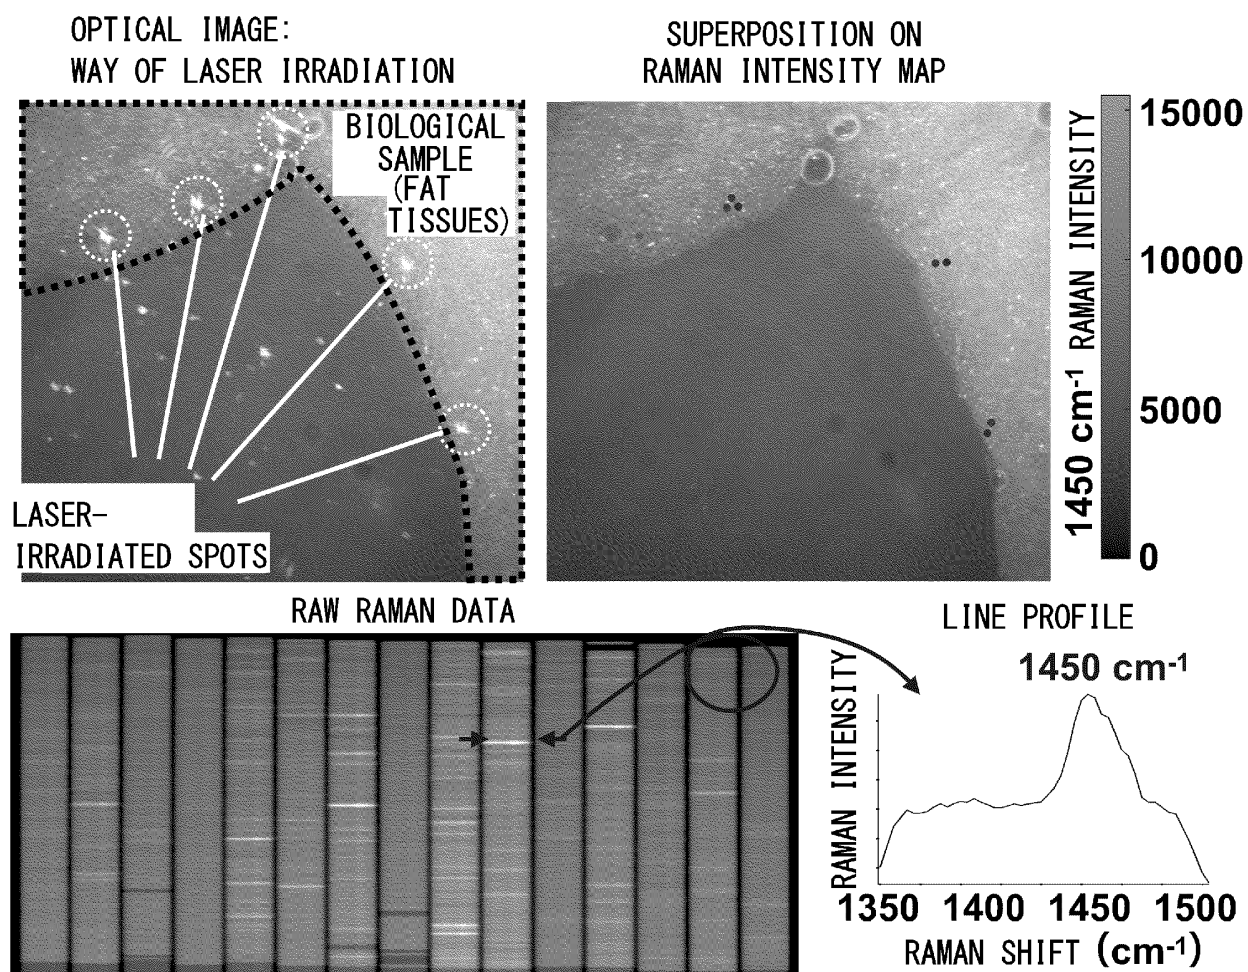 OPTICAL IMAGE:
WAY OF LASER IRRADIATION
SUPERPOSITION ON
RAMAN INTENSITY MAP
BIOLOGICAL
SAMPLE
(FAT
TISSUES)
LASER-
IRRADIATED SPOTS
1450 cm-1 RAMAN INTENSITY
15000
10000
5000
0
RAW RAMAN DATA
LINE PROFILE
1450 cm-1
RAMAN INTENSITY
1350 1400 1450 1500
RAMAN SHIFT (cm-1)